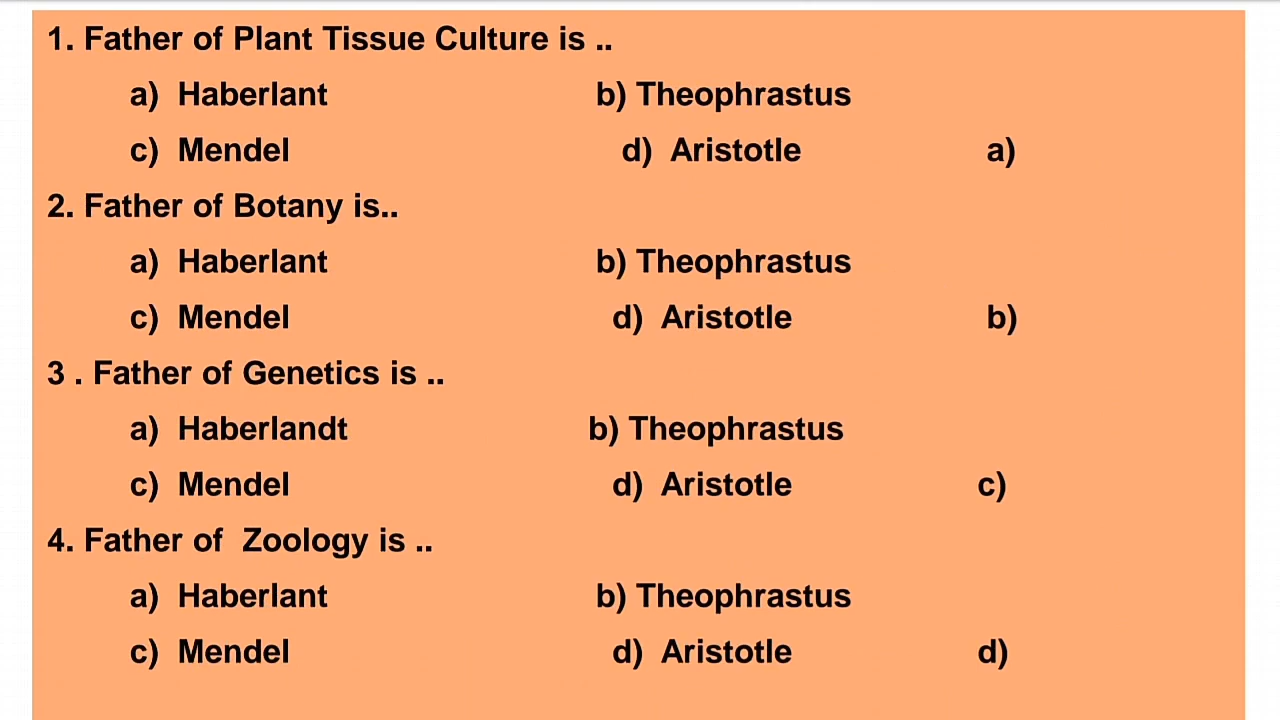 1. Father of Plant Tissue Culture is ..
a) Haberlant b) Theophrastus
c) Mendel d) Aristotle a)
2. Father of Botany is..
a) Haberlant b) Theophrastus
c) Mendel d) Aristotle b)
3 . Father of Genetics is ..
a) Haberlandt b) Theophrastus
c) Mendel d) Aristotle c)
4. Father of Zoology is ..
a) Haberlant b) Theophrastus
c) Mendel d) Aristotle d)